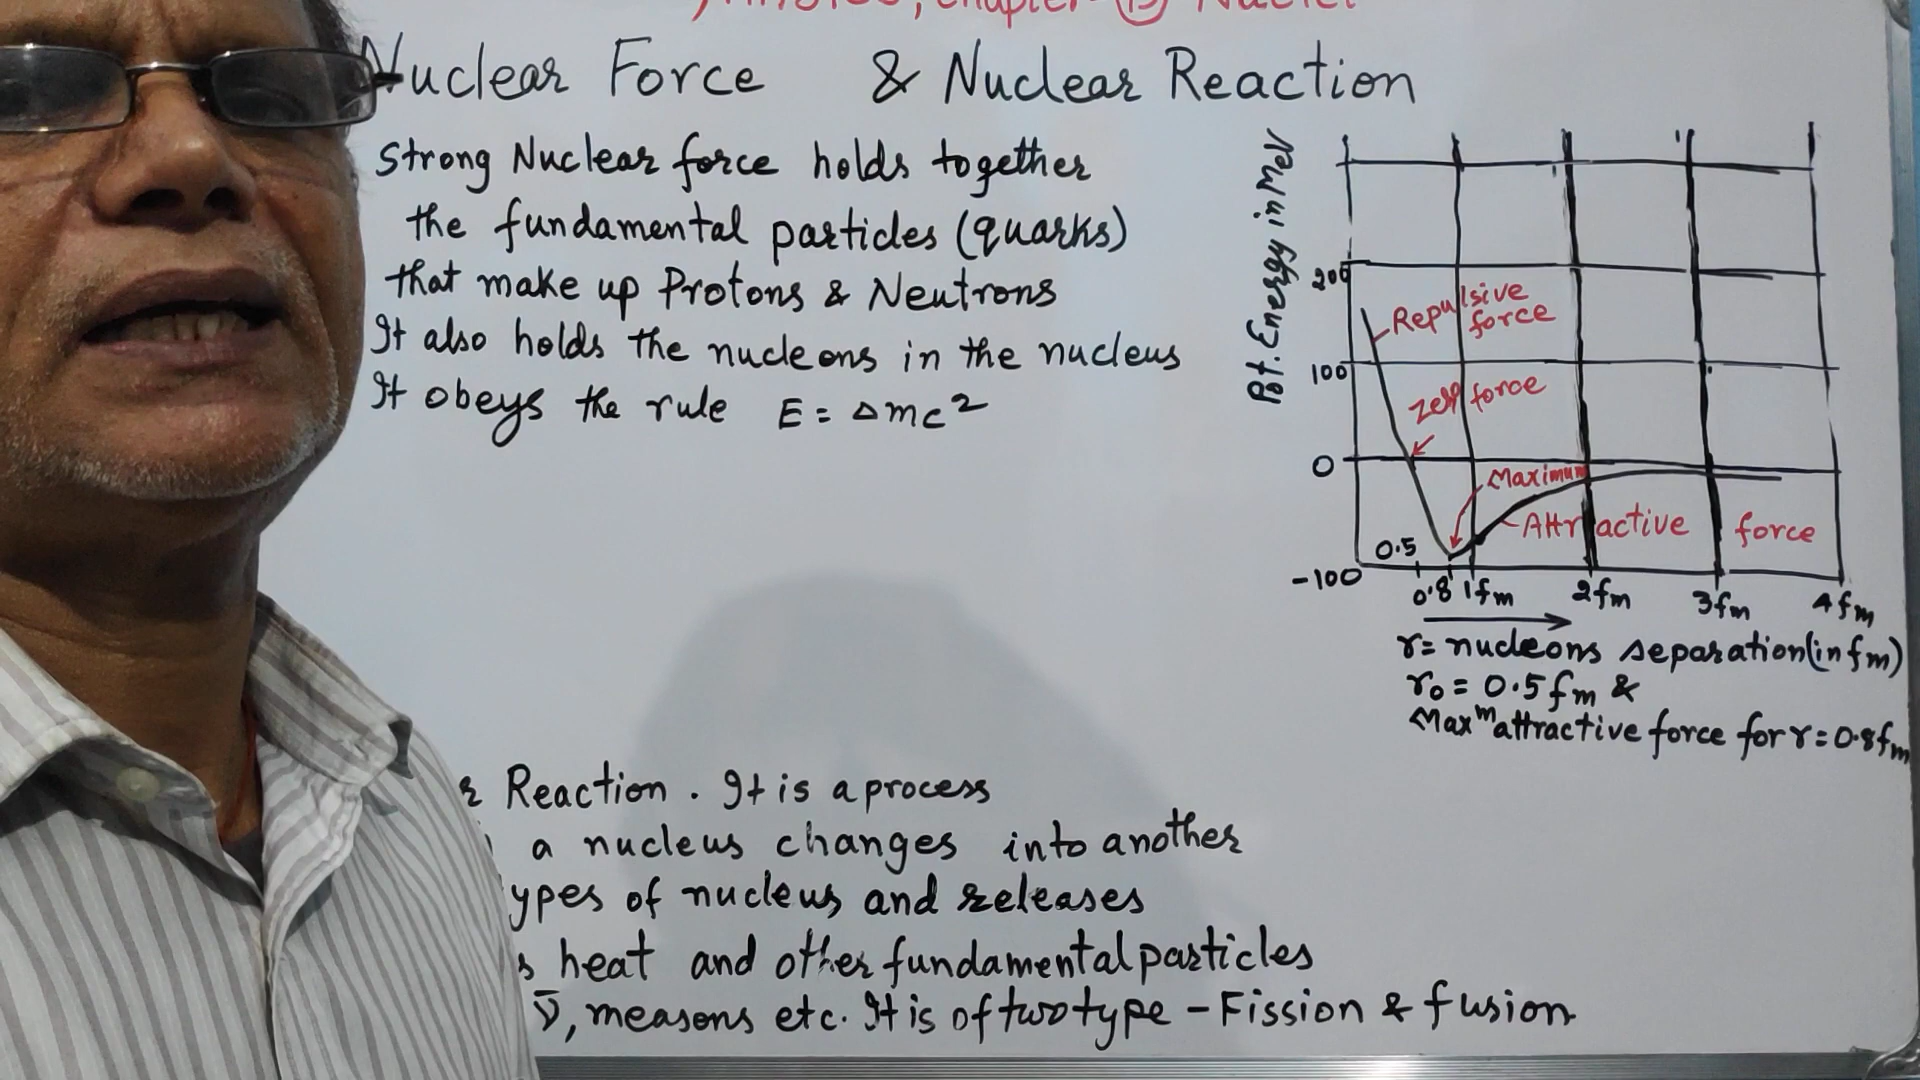 Chapter-13 Nuclei
Nuclear Force & Nuclear Reaction
Strong Nuclear force holds together
the fundamental particles (quarks)
that make up Protons & Neutrons
It also holds the nucleons in the nucleus
It obeys the rule E = Δmc²
Pot. Energy in MeV
200
100
0
-100
Repulsive
force
Zero force
Maximum
Attractive force
0.5
0.8 1fm 2fm 3fm 4fm
r= nucleons separation(in fm)
r₀ = 0.5fm &
Maxᵐ attractive force for r=0.8fm
Reaction. It is a process
a nucleus changes into another
ypes of nucleus and releases
s heat and other fundamental particles
ν̅, measons etc. It is of two type - Fission & fusion